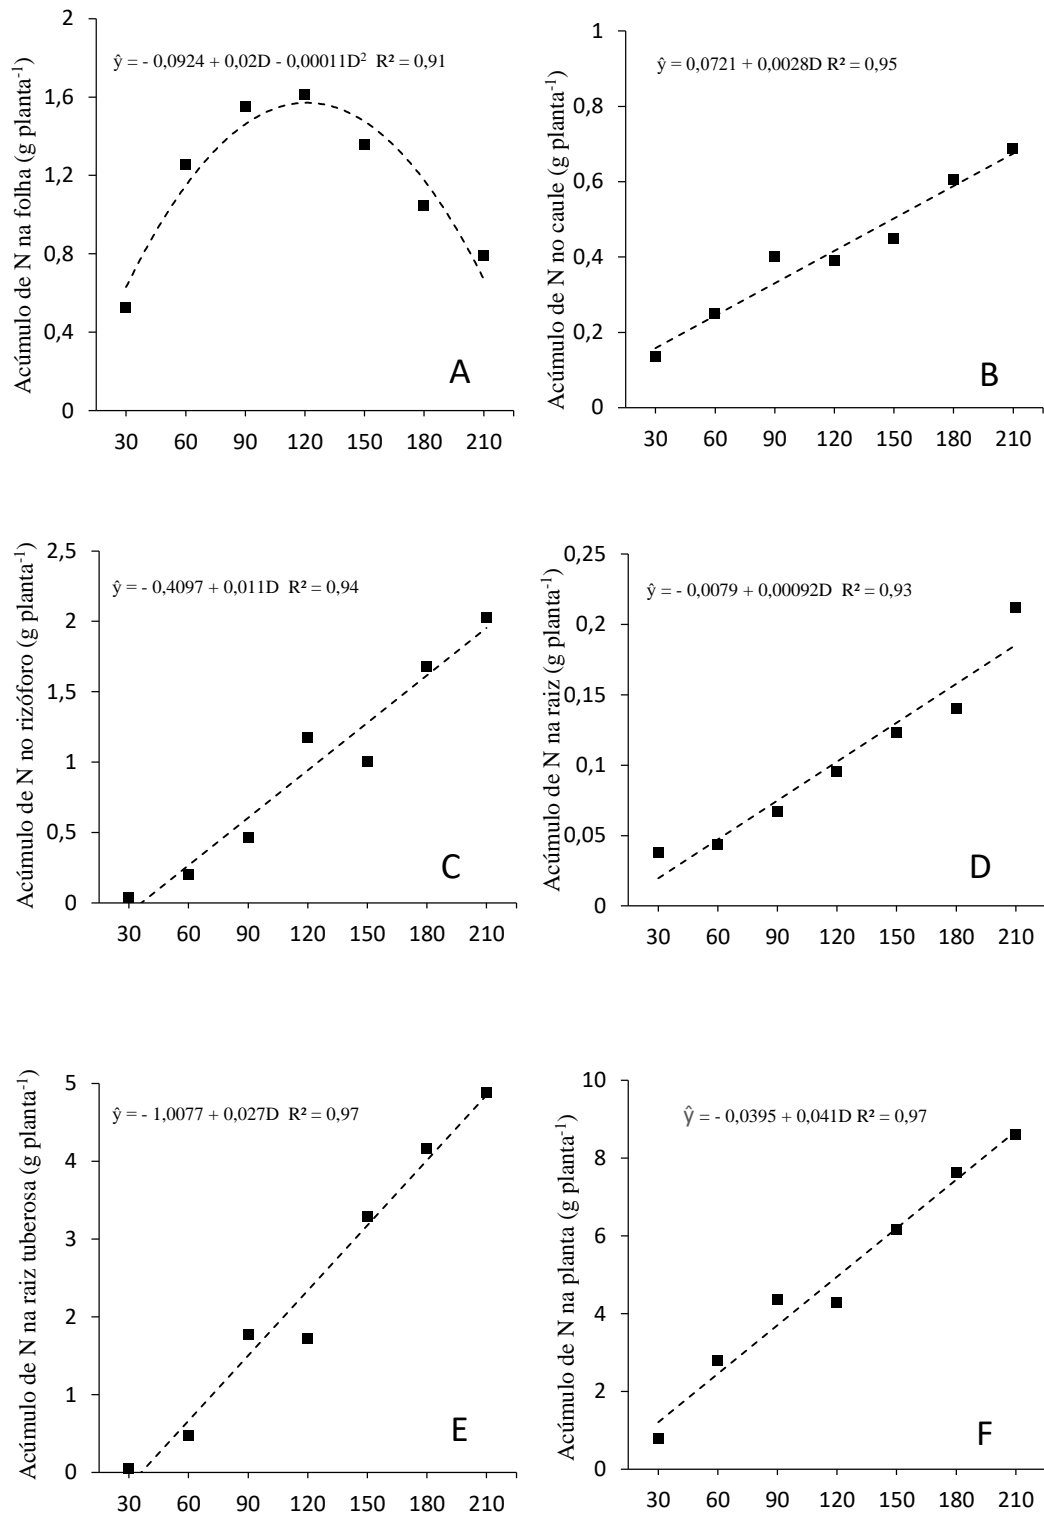 Acúmulo de N na folha (g planta-1)
ŷ = - 0,0924 + 0,02D - 0,00011D² R² = 0,91
2
1,6
1,2
0,8
0,4
0
A
30 60 90 120 150 180 210
Acúmulo de N no caule (g planta-1)
ŷ = 0,0721 + 0,0028D R² = 0,95
1
0,8
0,6
0,4
0,2
0
B
30 60 90 120 150 180 210
Acúmulo de N no rizóforo (g planta-1)
ŷ = - 0,4097 + 0,011D R² = 0,94
2,5
2
1,5
1
0,5
0
C
30 60 90 120 150 180 210
Acúmulo de N na raiz (g planta-1)
ŷ = - 0,0079 + 0,00092D R² = 0,93
0,25
0,2
0,15
0,1
0,05
0
D
30 60 90 120 150 180 210
Acúmulo de N na raiz tuberosa (g planta-1)
ŷ = - 1,0077 + 0,027D R² = 0,97
5
4
3
2
1
0
E
30 60 90 120 150 180 210
Acúmulo de N na planta (g planta-1)
ŷ = - 0,0395 + 0,041D R² = 0,97
10
8
6
4
2
0
F
30 60 90 120 150 180 210